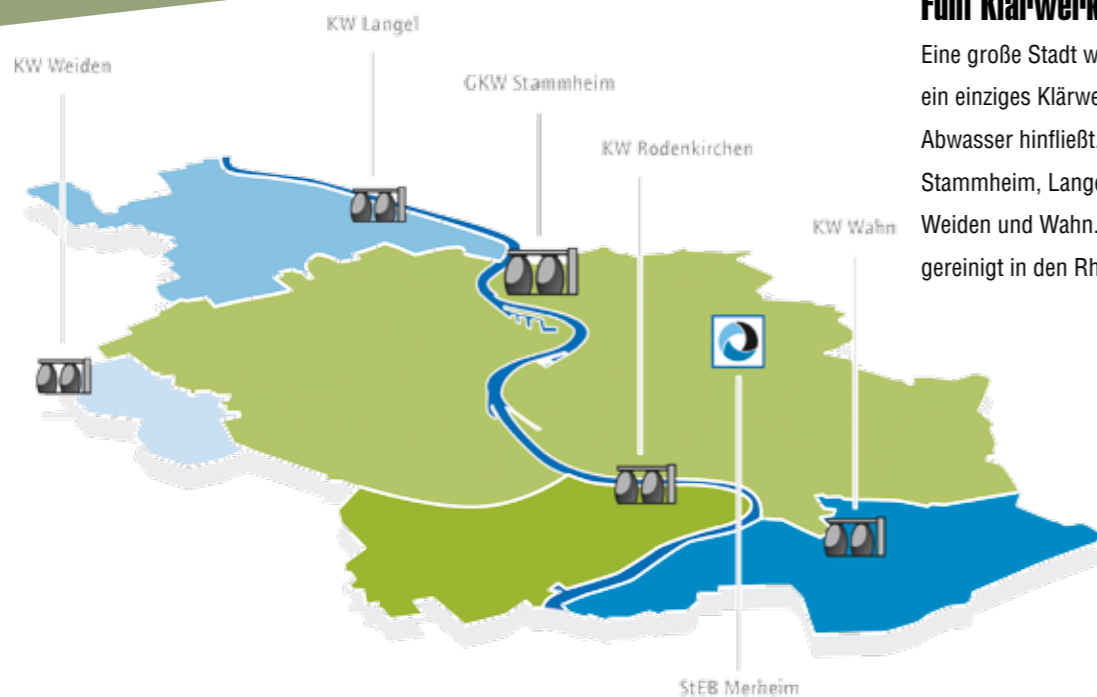 KW Langel
KW Weiden
GKW Stammheim
KW Rodenkirchen
KW Wahn
StEB Merheim
Fünf Klärwerk
Eine große Stadt w
ein einziges Klärwe
Abwasser hinfließt.
Stammheim, Lange
Weiden und Wahn.
gereinigt in den Rh